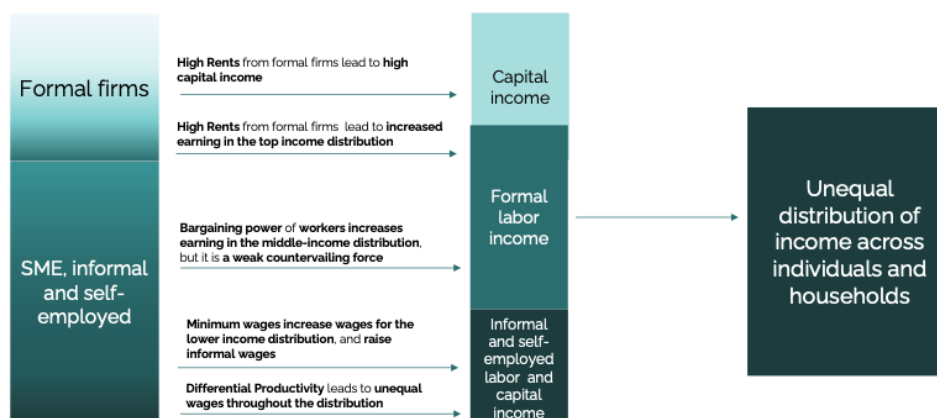 Formal firms
SME, informal
and self-
employed
High Rents from formal firms lead to high
capital income
High Rents from formal firms  lead to increased
earning in the top income distribution
Bargaining power of workers increases
earning in the middle-income distribution,
but it is a weak countervailing force
Minimum wages increase wages for the
lower income distribution, and raise
informal wages
Differential Productivity leads to unequal
wages throughout the distribution
Capital
income
Formal
labor
income
Informal
and self-
employed
labor and
capital
income
Unequal
distribution of
income across
individuals and
households